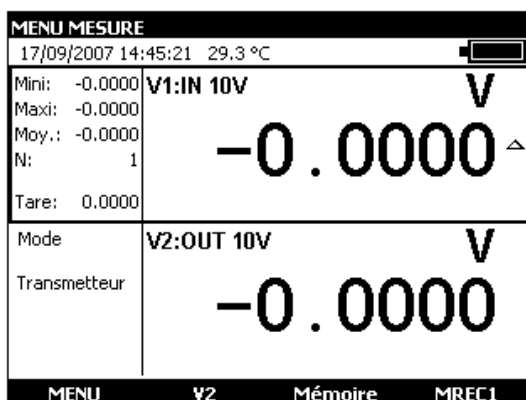 MENU MESURE
17/09/2007 14:45:21 29.3 °C
Mini: -0.0000
Maxi: -0.0000
Moy.: -0.0000
N: 1
Tare: 0.0000
V1:IN 10V
V
-0.0000
Mode
Transmetteur
V2:OUT 10V
V
-0.0000
MENU V2 Mémoire MREC1